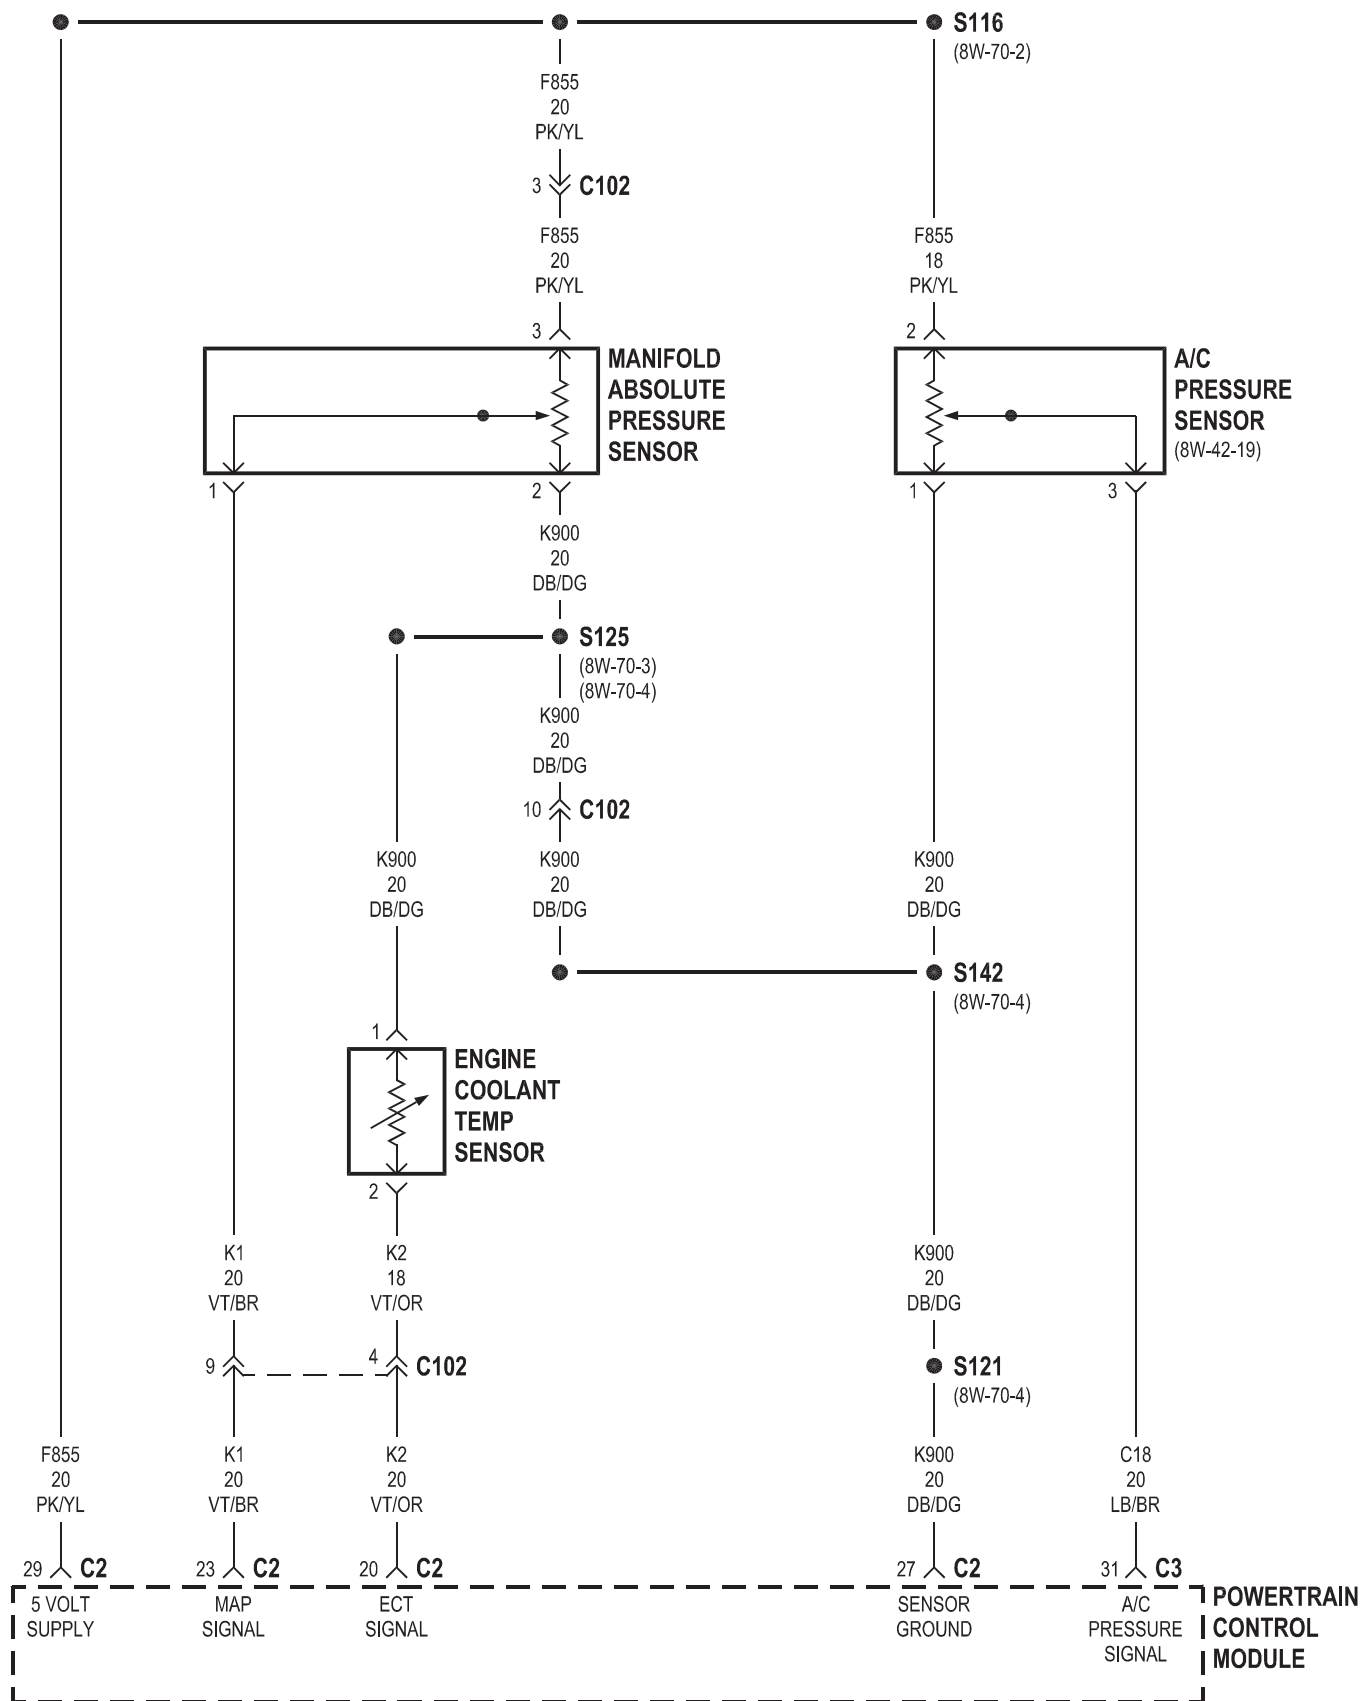 S116
(8W-70-2)
F855
20
PK/YL
3
C102
F855
20
PK/YL
F855
18
PK/YL
3
2
MANIFOLD
ABSOLUTE
PRESSURE
SENSOR
A/C
PRESSURE
SENSOR
(8W-42-19)
1
2
1
3
K900
20
DB/DG
S125
(8W-70-3)
(8W-70-4)
K900
20
DB/DG
10
C102
K900
20
DB/DG
K900
20
DB/DG
K900
20
DB/DG
S142
(8W-70-4)
1
ENGINE
COOLANT
TEMP
SENSOR
2
K1
20
VT/BR
K2
18
VT/OR
K900
20
DB/DG
9
4
C102
S121
(8W-70-4)
F855
20
PK/YL
K1
20
VT/BR
K2
20
VT/OR
K900
20
DB/DG
C18
20
LB/BR
29
C2
23
C2
20
C2
27
C2
31
C3
5 VOLT
SUPPLY
MAP
SIGNAL
ECT
SIGNAL
SENSOR
GROUND
A/C
PRESSURE
SIGNAL
POWERTRAIN
CONTROL
MODULE